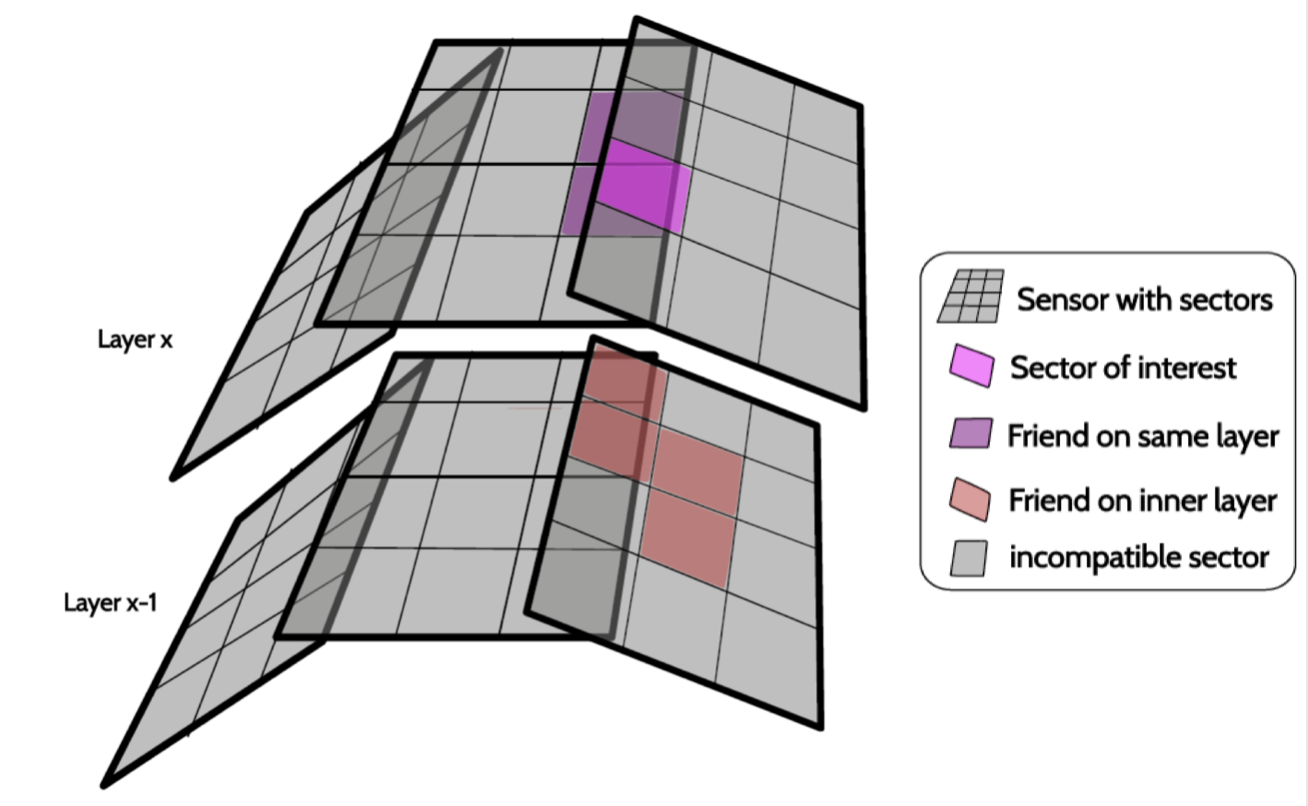 Layer x
Layer x-1
Sensor with sectors
Sector of interest
Friend on same layer
Friend on inner layer
incompatible sector